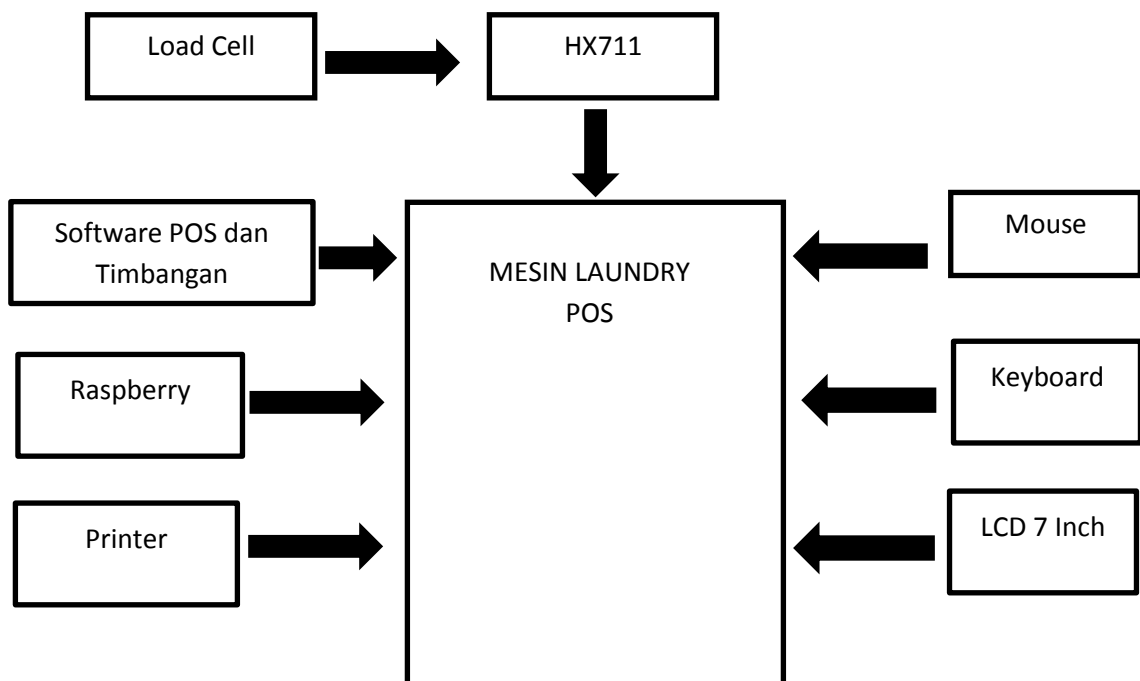 Load Cell
HX711
Software POS dan
Timbangan
Raspberry
Printer
MESIN LAUNDRY
POS
Mouse
Keyboard
LCD 7 Inch